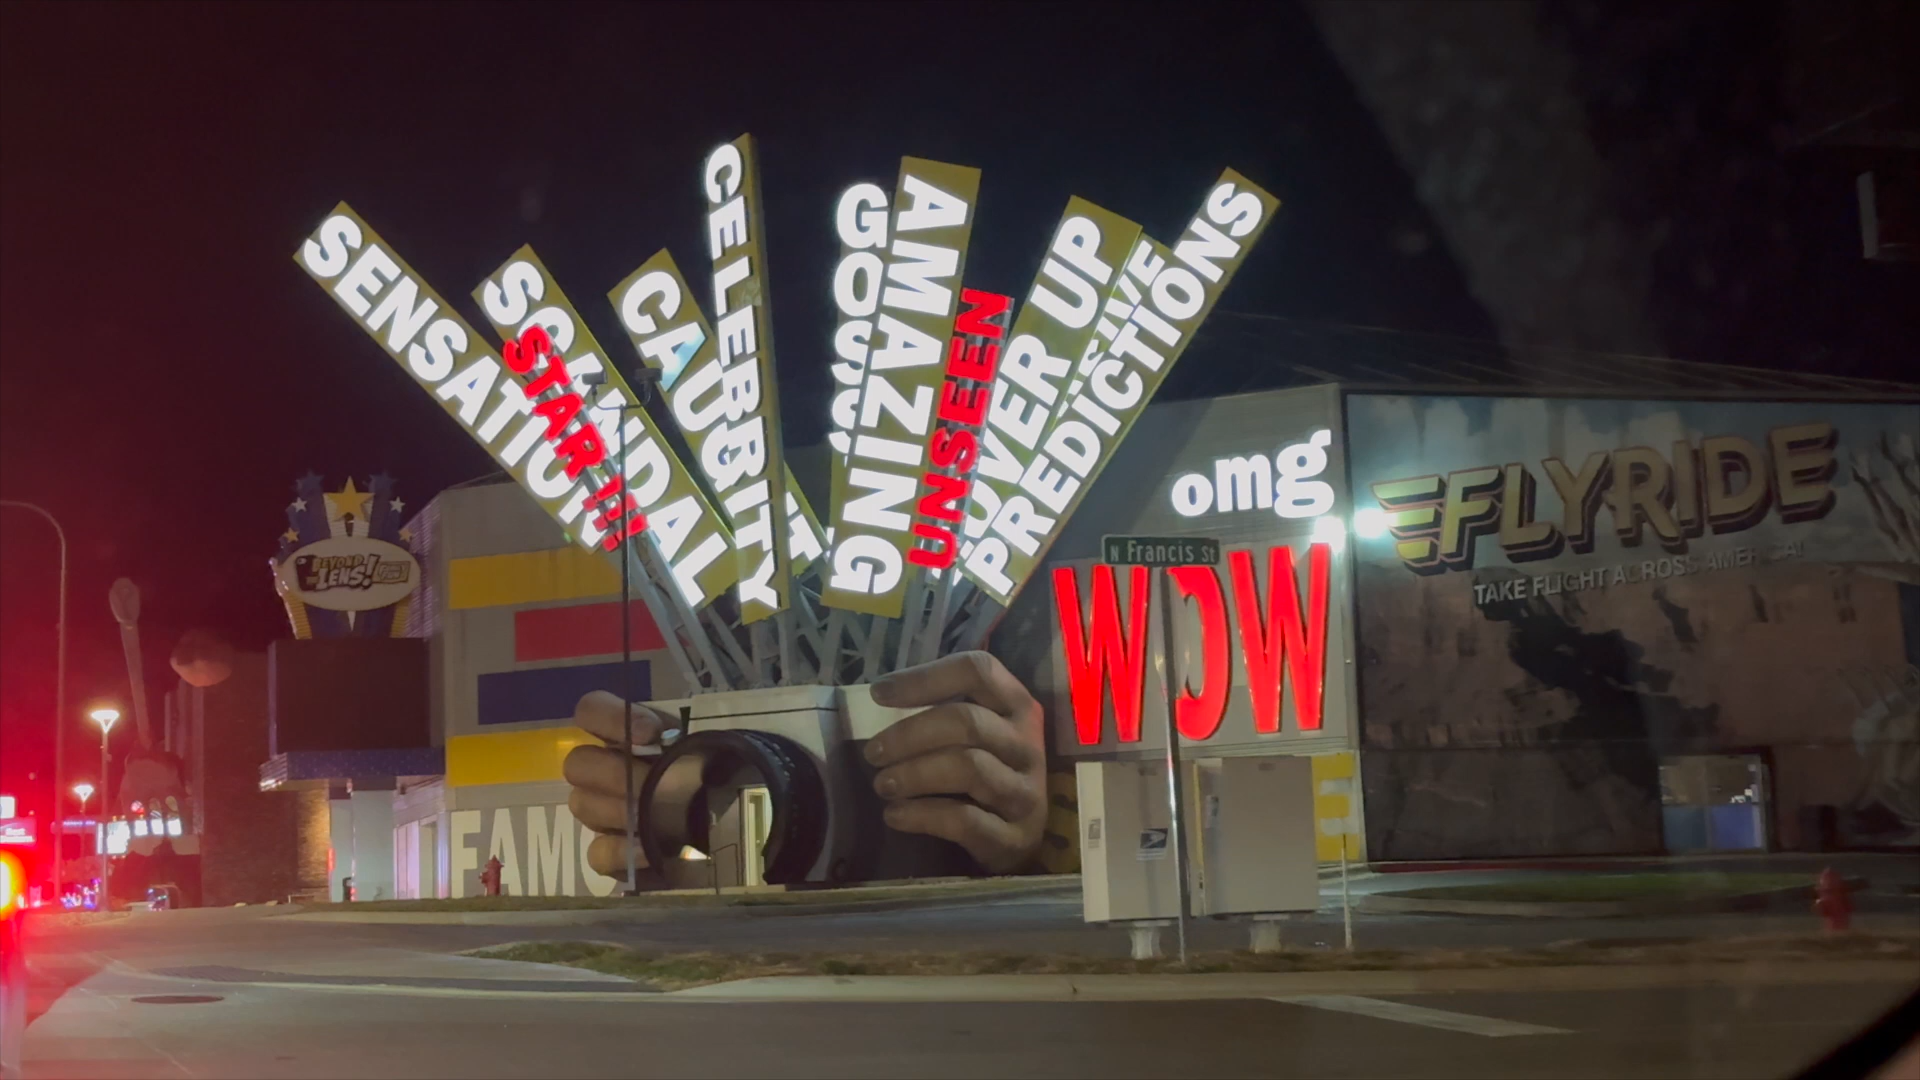 SENSATION
SCANDAL
STAR!!!
CAUGHT
CELEBRITY
GOSS
AMAZING
UNSEEN
COVER UP
PREDICTIONS
omg
WOW
N Francis St
FLYRIDE
TAKE FLIGHT ACROSS AMERICA!
BEYOND
THE LENS!
FAMO